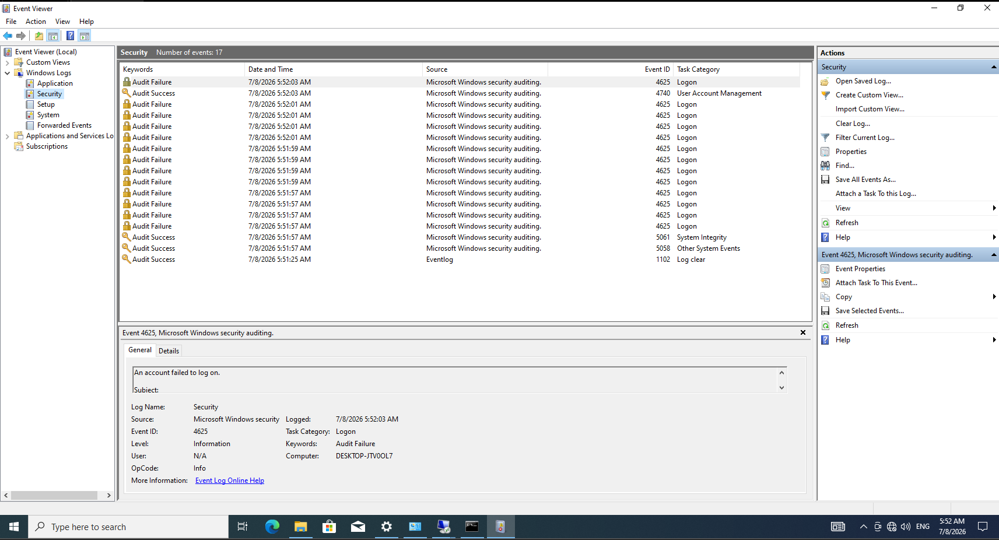 Event Viewer
File Action View Help
Event Viewer (Local)
Custom Views
Windows Logs
Application
Security
Setup
System
Forwarded Events
Applications and Services Lo
Subscriptions
Security Number of events: 17
Keywords Date and Time Source Event ID Task Category
Audit Failure 7/8/2026 5:52:03 AM Microsoft Windows security auditing. 4625 Logon
Audit Success 7/8/2026 5:52:03 AM Microsoft Windows security auditing. 4740 User Account Management
Audit Failure 7/8/2026 5:52:01 AM Microsoft Windows security auditing. 4625 Logon
Audit Failure 7/8/2026 5:52:01 AM Microsoft Windows security auditing. 4625 Logon
Audit Failure 7/8/2026 5:52:01 AM Microsoft Windows security auditing. 4625 Logon
Audit Failure 7/8/2026 5:52:01 AM Microsoft Windows security auditing. 4625 Logon
Audit Failure 7/8/2026 5:51:59 AM Microsoft Windows security auditing. 4625 Logon
Audit Failure 7/8/2026 5:51:59 AM Microsoft Windows security auditing. 4625 Logon
Audit Failure 7/8/2026 5:51:59 AM Microsoft Windows security auditing. 4625 Logon
Audit Failure 7/8/2026 5:51:59 AM Microsoft Windows security auditing. 4625 Logon
Audit Failure 7/8/2026 5:51:57 AM Microsoft Windows security auditing. 4625 Logon
Audit Failure 7/8/2026 5:51:57 AM Microsoft Windows security auditing. 4625 Logon
Audit Failure 7/8/2026 5:51:57 AM Microsoft Windows security auditing. 4625 Logon
Audit Failure 7/8/2026 5:51:57 AM Microsoft Windows security auditing. 4625 Logon
Audit Success 7/8/2026 5:51:57 AM Microsoft Windows security auditing. 5061 System Integrity
Audit Success 7/8/2026 5:51:57 AM Microsoft Windows security auditing. 5058 Other System Events
Audit Success 7/8/2026 5:51:25 AM Eventlog 1102 Log clear
Event 4625, Microsoft Windows security auditing.
General Details
An account failed to log on.
Subject:
Log Name: Security
Source: Microsoft Windows security Logged: 7/8/2026 5:52:03 AM
Event ID: 4625 Task Category: Logon
Level: Information Keywords: Audit Failure
User: N/A Computer: DESKTOP-JTV0OL7
OpCode: Info
More Information: Event Log Online Help
Actions
Security
Open Saved Log...
Create Custom View...
Import Custom View...
Clear Log...
Filter Current Log...
Properties
Find...
Save All Events As...
Attach a Task To this Log...
View
Refresh
Help
Event 4625, Microsoft Windows security auditing.
Event Properties
Attach Task To This Event...
Copy
Save Selected Events...
Refresh
Help
Type here to search
ENG
5:52 AM
7/8/2026